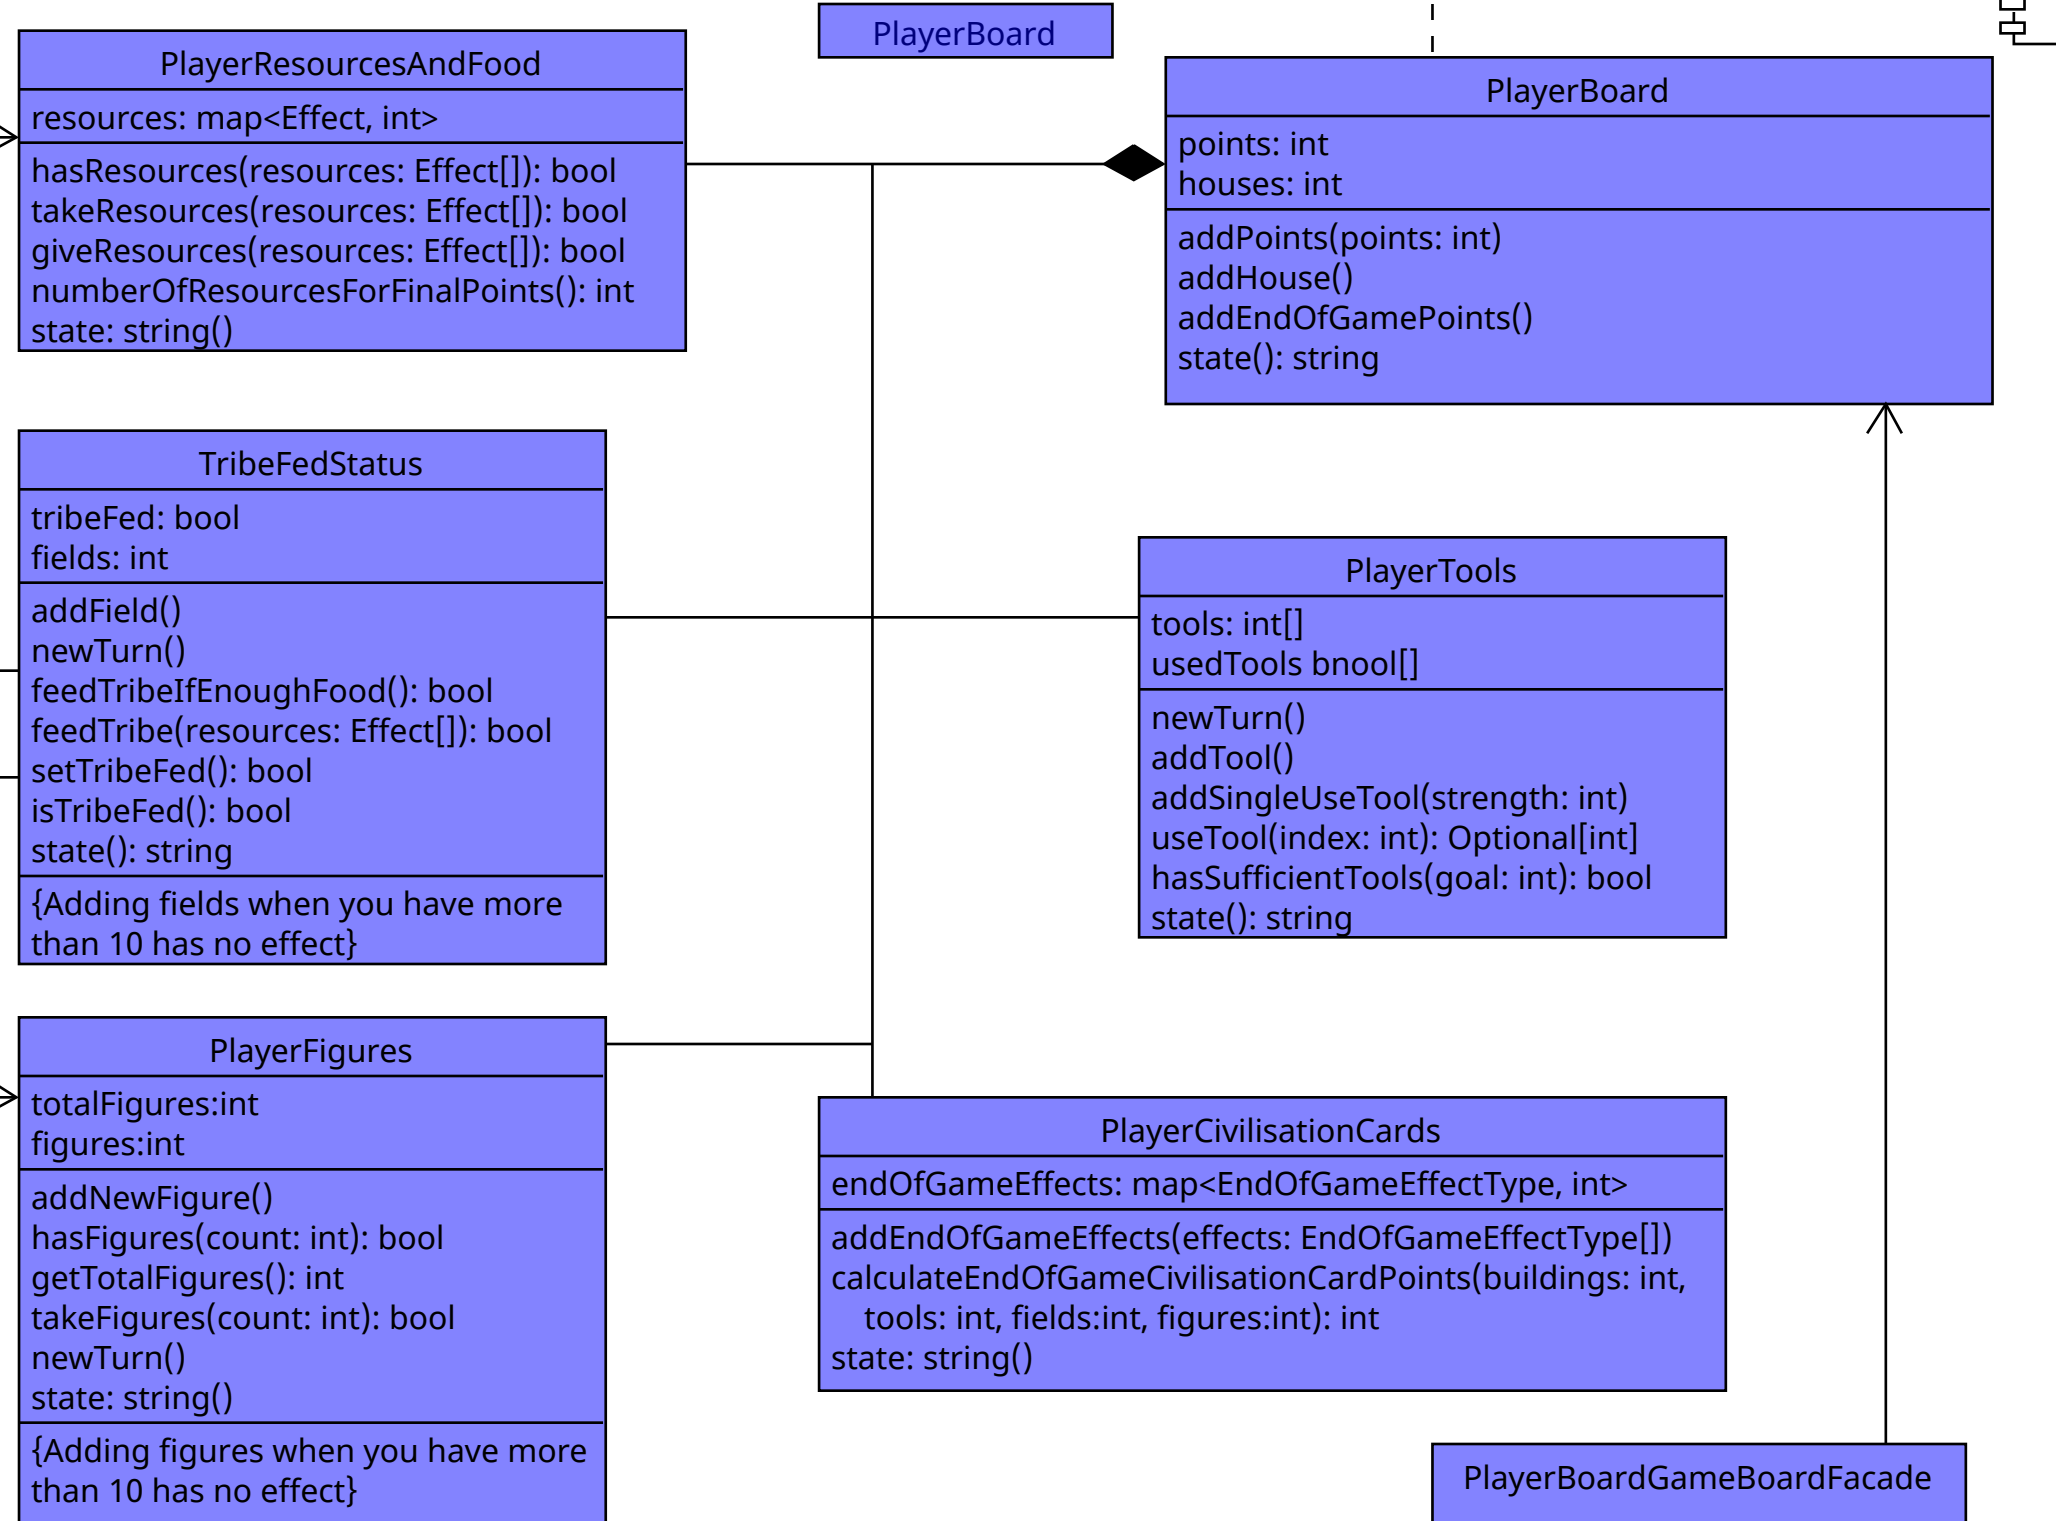 PlayerBoard
PlayerResourcesAndFood
resources: map<Effect, int>
hasResources(resources: Effect[]): bool
takeResources(resources: Effect[]): bool
giveResources(resources: Effect[]): bool
numberOfResourcesForFinalPoints(): int
state: string()
PlayerBoard
points: int
houses: int
addPoints(points: int)
addHouse()
addEndOfGamePoints()
state(): string
TribeFedStatus
tribeFed: bool
fields: int
addField()
newTurn()
feedTribeIfEnoughFood(): bool
feedTribe(resources: Effect[]): bool
setTribeFed(): bool
isTribeFed(): bool
state(): string
{Adding fields when you have more
than 10 has no effect}
PlayerTools
tools: int[]
usedTools bnool[]
newTurn()
addTool()
addSingleUseTool(strength: int)
useTool(index: int): Optional[int]
hasSufficientTools(goal: int): bool
state(): string
PlayerFigures
totalFigures:int
figures:int
addNewFigure()
hasFigures(count: int): bool
getTotalFigures(): int
takeFigures(count: int): bool
newTurn()
state: string()
{Adding figures when you have more
than 10 has no effect}
PlayerCivilisationCards
endOfGameEffects: map<EndOfGameEffectType, int>
addEndOfGameEffects(effects: EndOfGameEffectType[])
calculateEndOfGameCivilisationCardPoints(buildings: int,
tools: int, fields:int, figures:int): int
state: string()
PlayerBoardGameBoardFacade